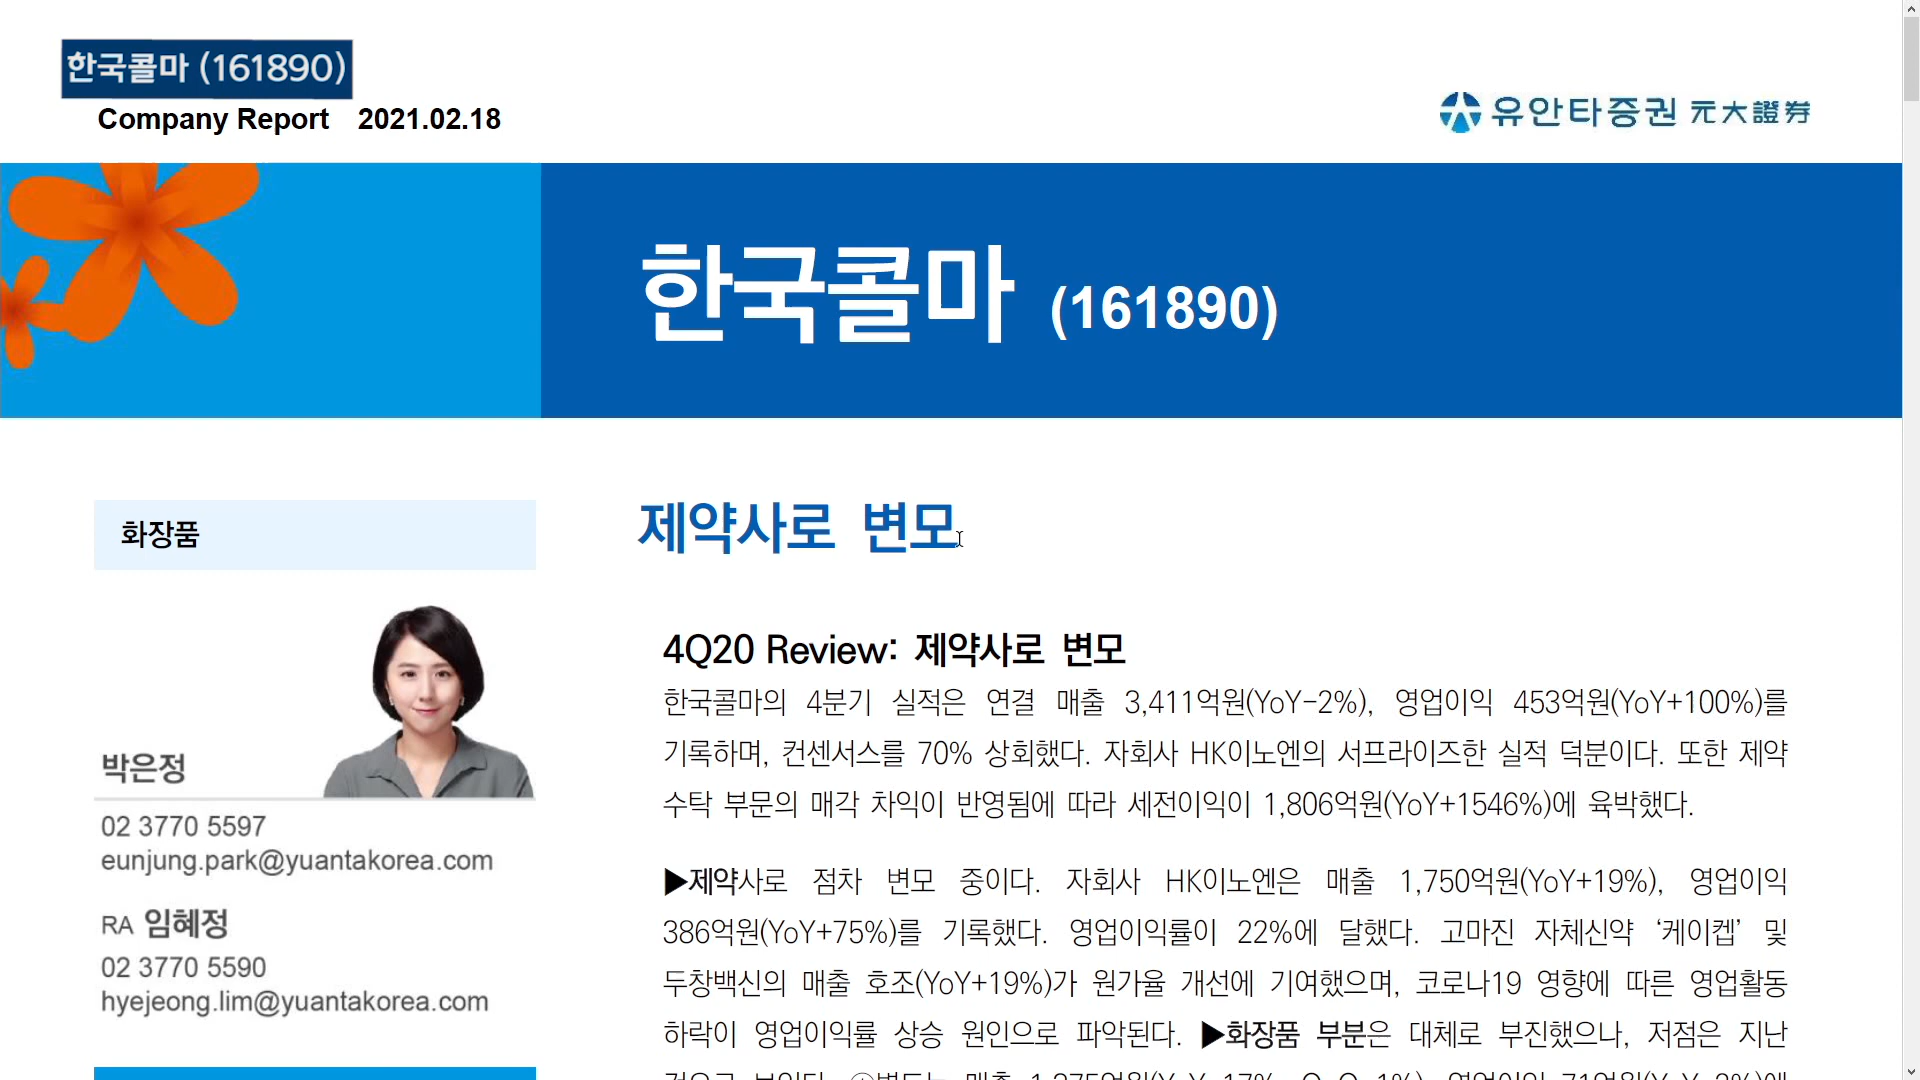 한국콜마 (161890)
Company Report 2021.02.18
유안타증권 元大證券
한국콜마 (161890)
화장품
박은정
02 3770 5597
eunjung.park@yuantakorea.com
RA 임혜정
02 3770 5590
hyejeong.lim@yuantakorea.com
제약사로 변모
4Q20 Review: 제약사로 변모
한국콜마의 4분기 실적은 연결 매출 3,411억원(YoY-2%), 영업이익 453억원(YoY+100%)를
기록하며, 컨센서스를 70% 상회했다. 자회사 HK이노엔의 서프라이즈한 실적 덕분이다. 또한 제약
수탁 부문의 매각 차익이 반영됨에 따라 세전이익이 1,806억원(YoY+1546%)에 육박했다.
▶제약사로 점차 변모 중이다. 자회사 HK이노엔은 매출 1,750억원(YoY+19%), 영업이익
386억원(YoY+75%)를 기록했다. 영업이익률이 22%에 달했다. 고마진 자체신약 ‘케이켑’ 및
두창백신의 매출 호조(YoY+19%)가 원가율 개선에 기여했으며, 코로나19 영향에 따른 영업활동
하락이 영업이익률 상승 원인으로 파악된다. ▶화장품 부분은 대체로 부진했으나, 저점은 지난